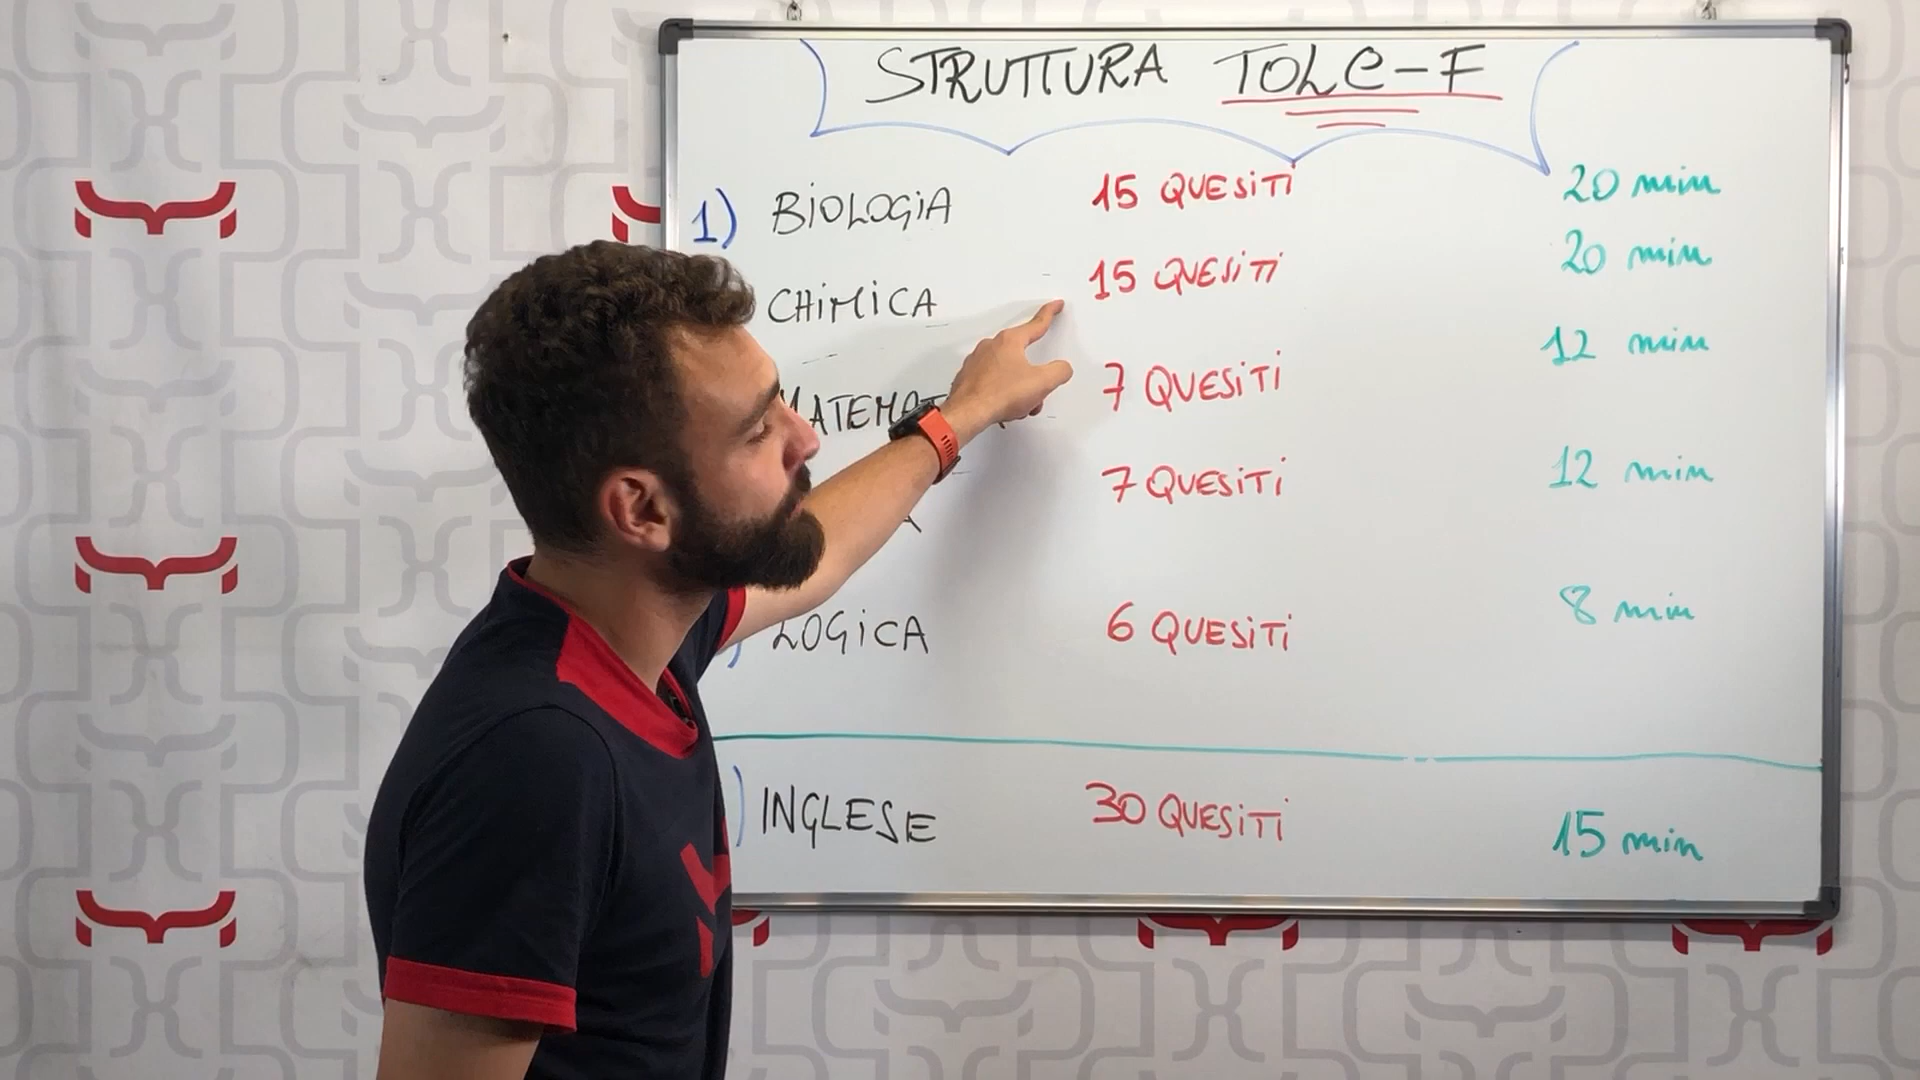 STRUTTURA TOLC-F
1) BIOLOGIA 15 QUESITI 20 min
CHIMICA 15 QUESITI 20 min
7 QUESITI 12 min
7 QUESITI 12 min
LOGICA 6 QUESITI 8 min
INGLESE 30 QUESITI 15 min